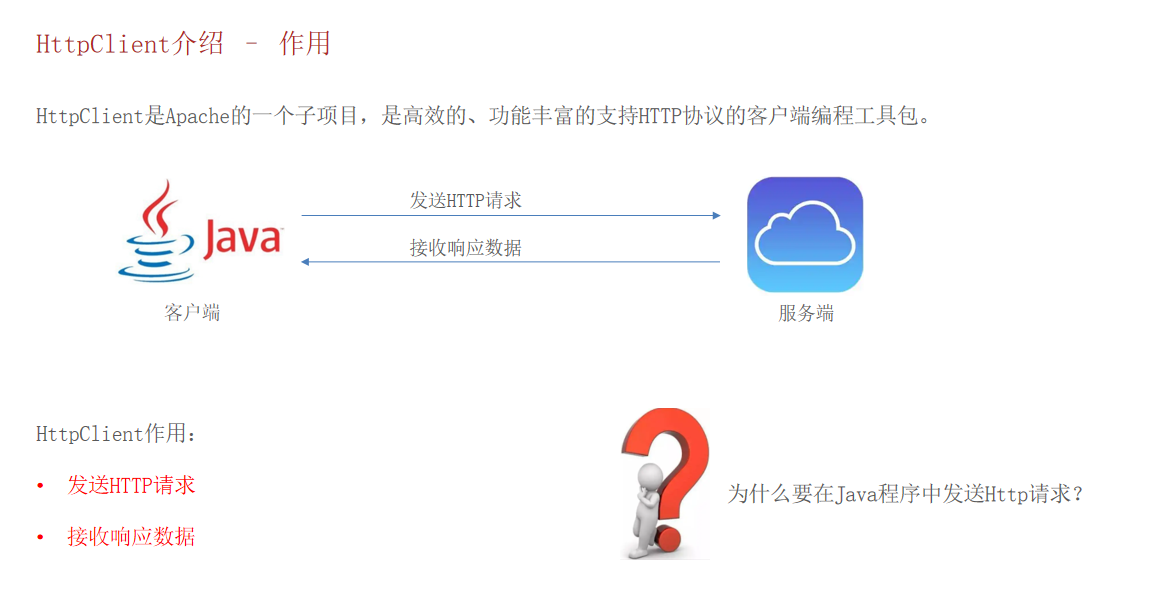 HttpClient介绍 - 作用
HttpClient是Apache的一个子项目，是高效的、功能丰富的支持HTTP协议的客户端编程工具包。
发送HTTP请求
Java
接收响应数据
客户端
服务端
HttpClient作用：
• 发送HTTP请求
为什么要在Java程序中发送Http请求？
• 接收响应数据